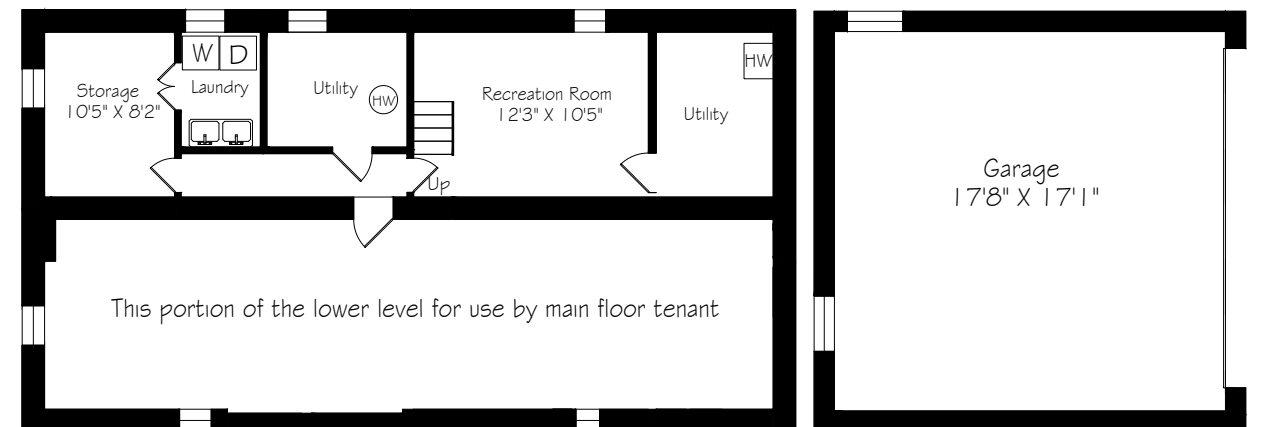 Storage
10'5" X 8'2"
W D
Laundry
Utility
HW
Recreation Room
12'3" X 10'5"
Up
HW
Utility
This portion of the lower level for use by main floor tenant
Garage
17'8" X 17'1"